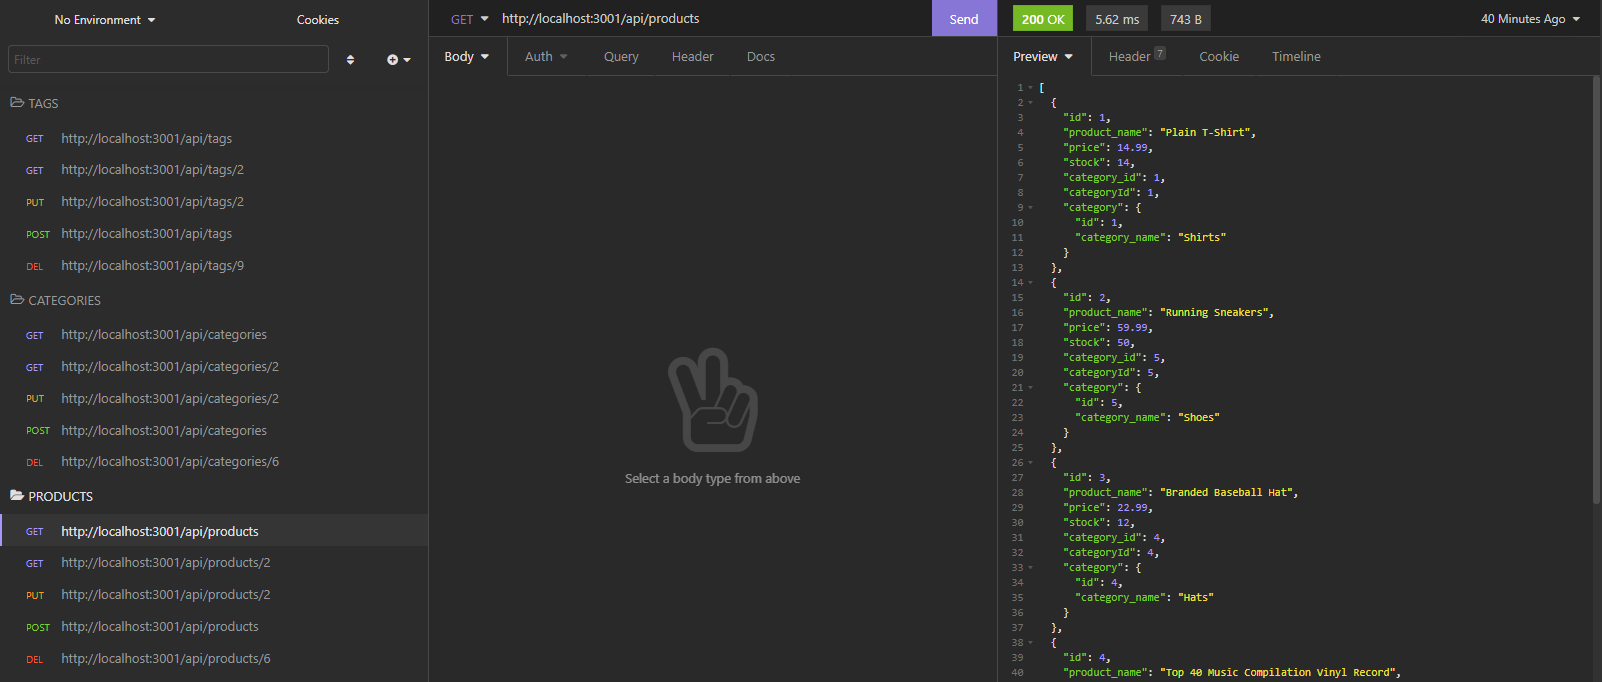 No Environment
Cookies
Filter
TAGS
GET http://localhost:3001/api/tags
GET http://localhost:3001/api/tags/2
PUT http://localhost:3001/api/tags/2
POST http://localhost:3001/api/tags
DEL http://localhost:3001/api/tags/9
CATEGORIES
GET http://localhost:3001/api/categories
GET http://localhost:3001/api/categories/2
PUT http://localhost:3001/api/categories/2
POST http://localhost:3001/api/categories
DEL http://localhost:3001/api/categories/6
PRODUCTS
GET http://localhost:3001/api/products
GET http://localhost:3001/api/products/2
PUT http://localhost:3001/api/products/2
POST http://localhost:3001/api/products
DEL http://localhost:3001/api/products/6
GET http://localhost:3001/api/products Send
Body Auth Query Header Docs
Select a body type from above
200 OK 5.62 ms 743 B 40 Minutes Ago
Preview Header 7 Cookie Timeline
1 [
2 {
3 "id": 1,
4 "product_name": "Plain T-Shirt",
5 "price": 14.99,
6 "stock": 14,
7 "category_id": 1,
8 "categoryId": 1,
9 "category": {
10 "id": 1,
11 "category_name": "Shirts"
12 }
13 },
14 {
15 "id": 2,
16 "product_name": "Running Sneakers",
17 "price": 59.99,
18 "stock": 50,
19 "category_id": 5,
20 "categoryId": 5,
21 "category": {
22 "id": 5,
23 "category_name": "Shoes"
24 }
25 },
26 {
27 "id": 3,
28 "product_name": "Branded Baseball Hat",
29 "price": 22.99,
30 "stock": 12,
31 "category_id": 4,
32 "categoryId": 4,
33 "category": {
34 "id": 4,
35 "category_name": "Hats"
36 }
37 },
38 {
39 "id": 4,
40 "product_name": "Top 40 Music Compilation Vinyl Record",